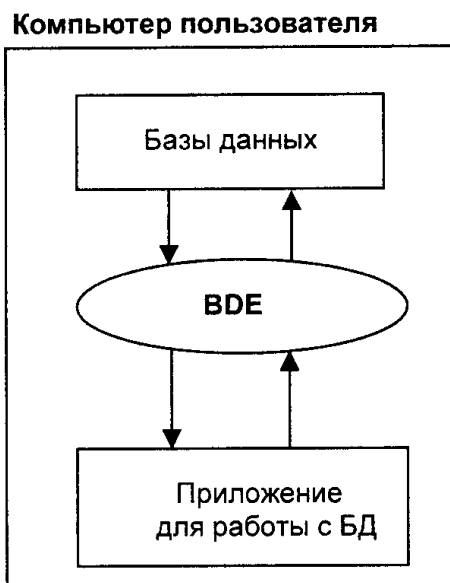 Компьютер пользователя
Базы данных
BDE
Приложение
для работы с БД